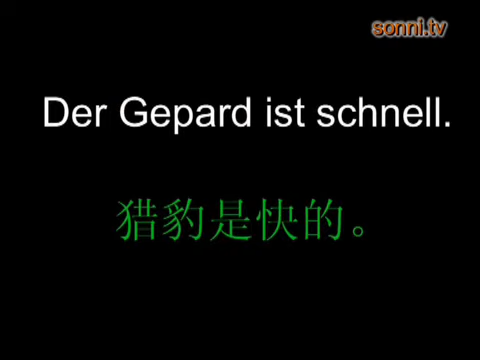 sonni.tv
Der Gepard ist schnell.
猎豹是快的。